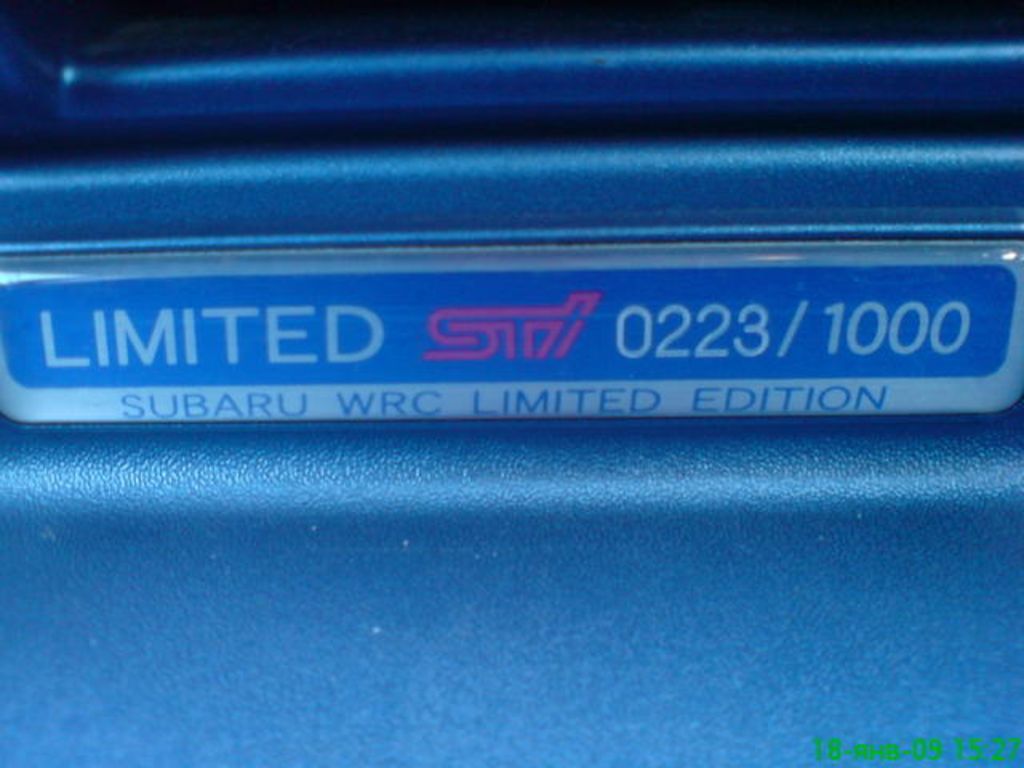 LIMITED STi 0223/1000
SUBARU WRC LIMITED EDITION
18-янв-09 15:27